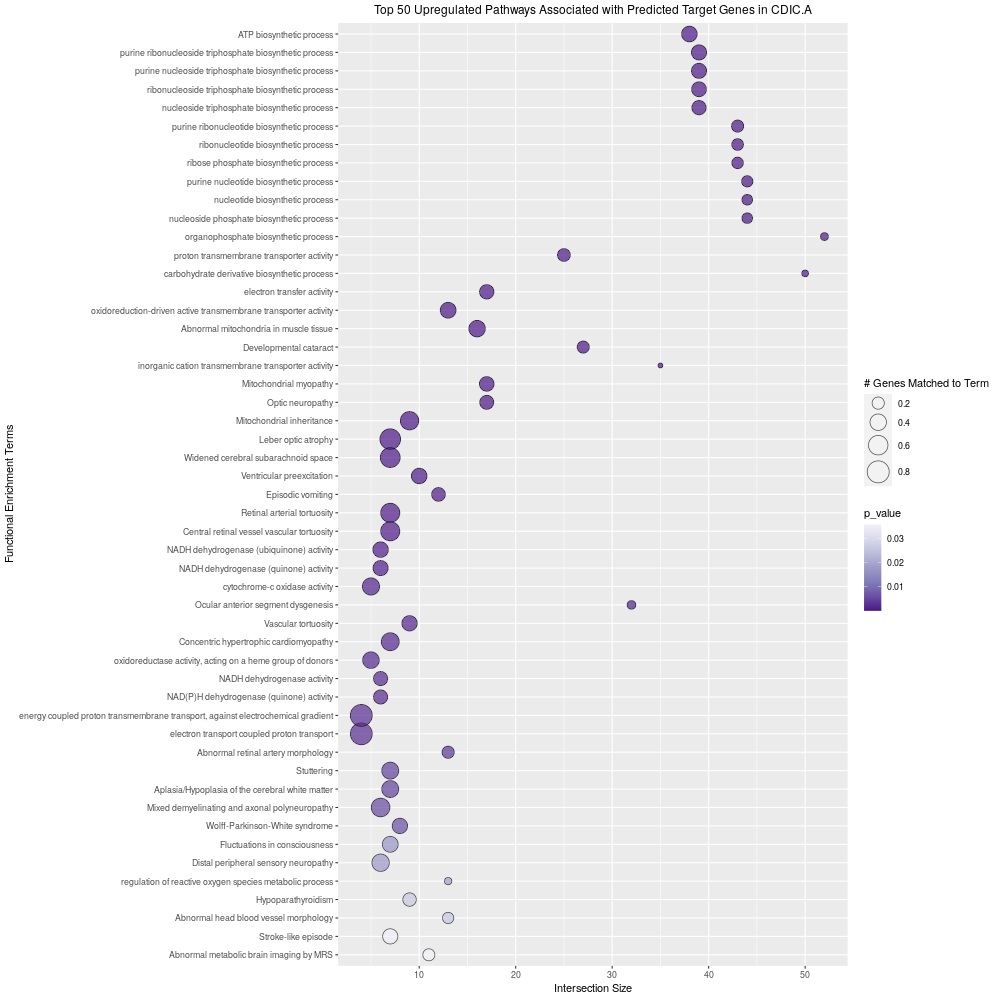 Top 50 Upregulated Pathways Associated with Predicted Target Genes in CDIC.A
Functional Enrichment Terms
ATP biosynthetic process
purine ribonucleoside triphosphate biosynthetic process
purine nucleoside triphosphate biosynthetic process
ribonucleoside triphosphate biosynthetic process
nucleoside triphosphate biosynthetic process
purine ribonucleotide biosynthetic process
ribonucleotide biosynthetic process
ribose phosphate biosynthetic process
purine nucleotide biosynthetic process
nucleotide biosynthetic process
nucleoside phosphate biosynthetic process
organophosphate biosynthetic process
proton transmembrane transporter activity
carbohydrate derivative biosynthetic process
electron transfer activity
oxidoreduction-driven active transmembrane transporter activity
Abnormal mitochondria in muscle tissue
Developmental cataract
inorganic cation transmembrane transporter activity
Mitochondrial myopathy
Optic neuropathy
Mitochondrial inheritance
Leber optic atrophy
Widened cerebral subarachnoid space
Ventricular preexcitation
Episodic vomiting
Retinal arterial tortuosity
Central retinal vessel vascular tortuosity
NADH dehydrogenase (ubiquinone) activity
NADH dehydrogenase (quinone) activity
cytochrome-c oxidase activity
Ocular anterior segment dysgenesis
Vascular tortuosity
Concentric hypertrophic cardiomyopathy
oxidoreductase activity, acting on a heme group of donors
NADH dehydrogenase activity
NAD(P)H dehydrogenase (quinone) activity
energy coupled proton transmembrane transport, against electrochemical gradient
electron transport coupled proton transport
Abnormal retinal artery morphology
Stuttering
Aplasia/Hypoplasia of the cerebral white matter
Mixed demyelinating and axonal polyneuropathy
Wolff-Parkinson-White syndrome
Fluctuations in consciousness
Distal peripheral sensory neuropathy
regulation of reactive oxygen species metabolic process
Hypoparathyroidism
Abnormal head blood vessel morphology
Stroke-like episode
Abnormal metabolic brain imaging by MRS
10 20 30 40 50
Intersection Size
# Genes Matched to Term
0.2
0.4
0.6
0.8
p_value
0.03
0.02
0.01